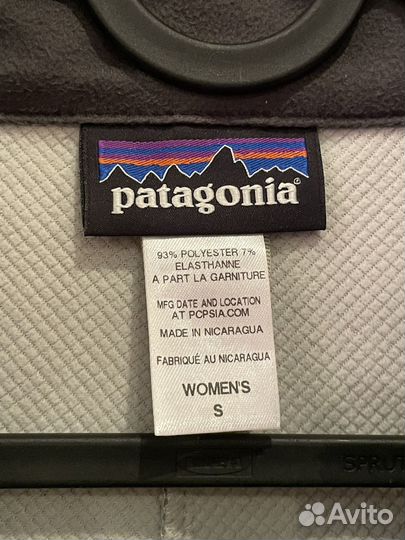 patagonia®
93% POLYESTER 7%
ELASTHANNE
A PART LA GARNITURE
MFG DATE AND LOCATION
AT PCPSIA.COM
MADE IN NICARAGUA
FABRIQUÉ AU NICARAGUA
WOMEN'S
S
SPRUT
Avito